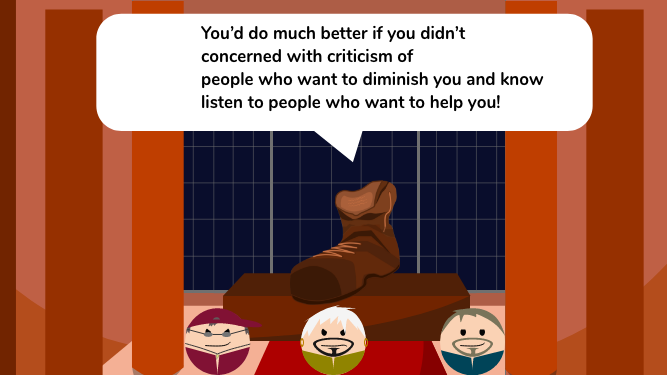 You’d do much better if you didn’t
concerned with criticism of
people who want to diminish you and know
listen to people who want to help you!